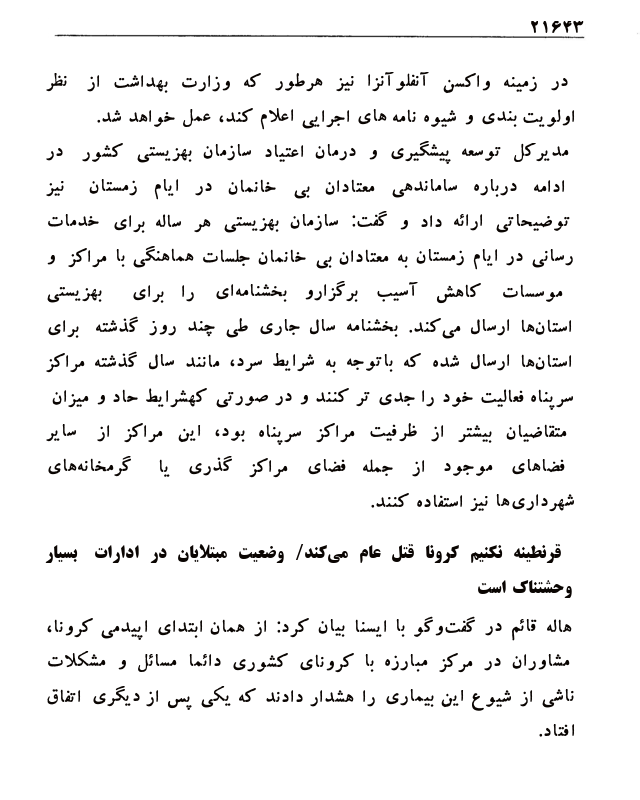 ۲۱۶۴۳
در زمینه واکسن آنفلوآنزا نیز هرطور که وزارت بهداشت از نظر
اولویت بندی و شیوه نامه های اجرایی اعلام کند، عمل خواهد شد.
مدیرکل توسعه پیشگیری و درمان اعتیاد سازمان بهزیستی کشور در
ادامه درباره ساماندهی معتادان بی خانمان در ایام زمستان نیز
توضیحاتی ارائه داد و گفت: سازمان بهزیستی هر ساله برای خدمات
رسانی در ایام زمستان به معتادان بی خانمان جلسات هماهنگی با مراکز و
موسسات کاهش آسیب برگزارو بخشنامه‌ای را برای بهزیستی
استان‌ها ارسال می‌کند. بخشنامه سال جاری طی چند روز گذشته برای
استان‌ها ارسال شده که باتوجه به شرایط سرد، مانند سال گذشته مراکز
سرپناه فعالیت خود را جدی تر کنند و در صورتی کهشرایط حاد و میزان
متقاضیان بیشتر از ظرفیت مراکز سرپناه بود، این مراکز از سایر
فضاهای موجود از جمله فضای مراکز گذری یا گرمخانه‌های
شهرداری‌ها نیز استفاده کنند.
قرنطینه نکنیم کرونا قتل عام می‌کند/ وضعیت مبتلایان در ادارات بسیار
وحشتناک است
هاله قائم در گفت‌وگو با ایسنا بیان کرد: از همان ابتدای اپیدمی کرونا،
مشاوران در مرکز مبارزه با کرونای کشوری دائما مسائل و مشکلات
ناشی از شیوع این بیماری را هشدار دادند که یکی پس از دیگری اتفاق
افتاد.